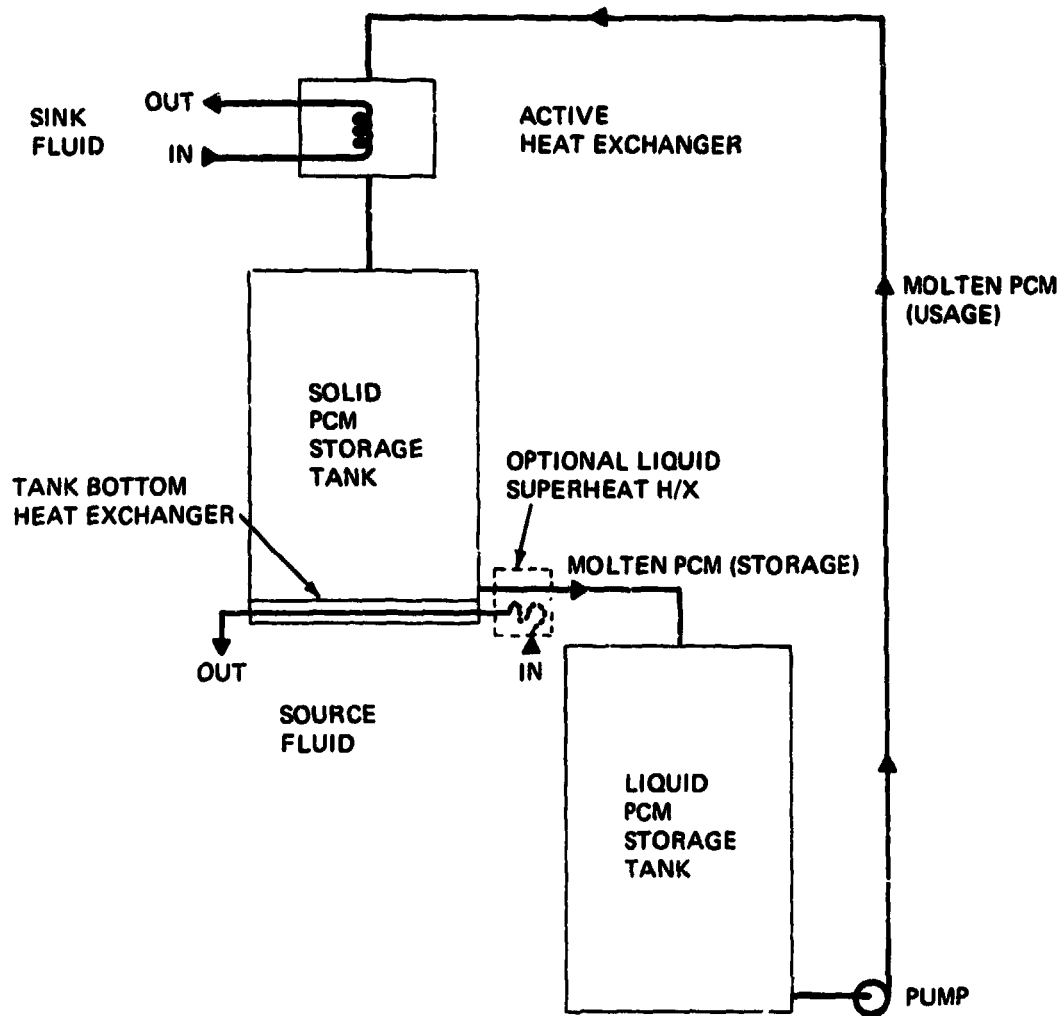 OUT
SINK
FLUID
IN
ACTIVE
HEAT EXCHANGER
MOLTEN PCM
(USAGE)
SOLID
PCM
STORAGE
TANK
OPTIONAL LIQUID
SUPERHEAT H/X
TANK BOTTOM
HEAT EXCHANGER
MOLTEN PCM (STORAGE)
OUT
IN
SOURCE
FLUID
LIQUID
PCM
STORAGE
TANK
PUMP